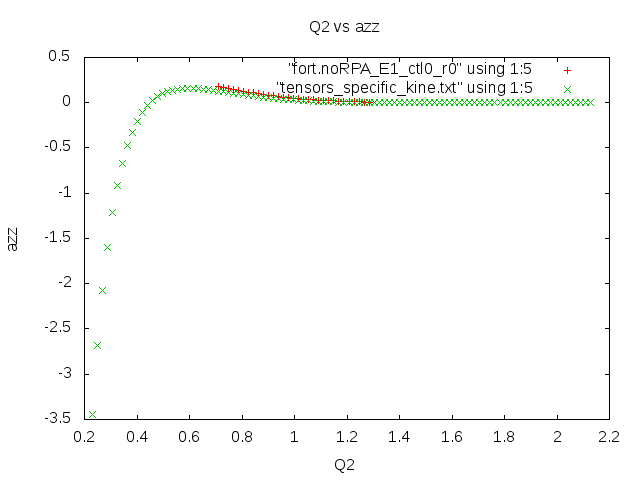 Q2 vs azz
"fort.noRPA_E1_ctl0_r0" using 1:5
"tensors_specific_kine.txt" using 1:5
0.5
0
-0.5
-1
-1.5
-2
-2.5
-3
-3.5
azz
0.2 0.4 0.6 0.8 1 1.2 1.4 1.6 1.8 2 2.2
Q2